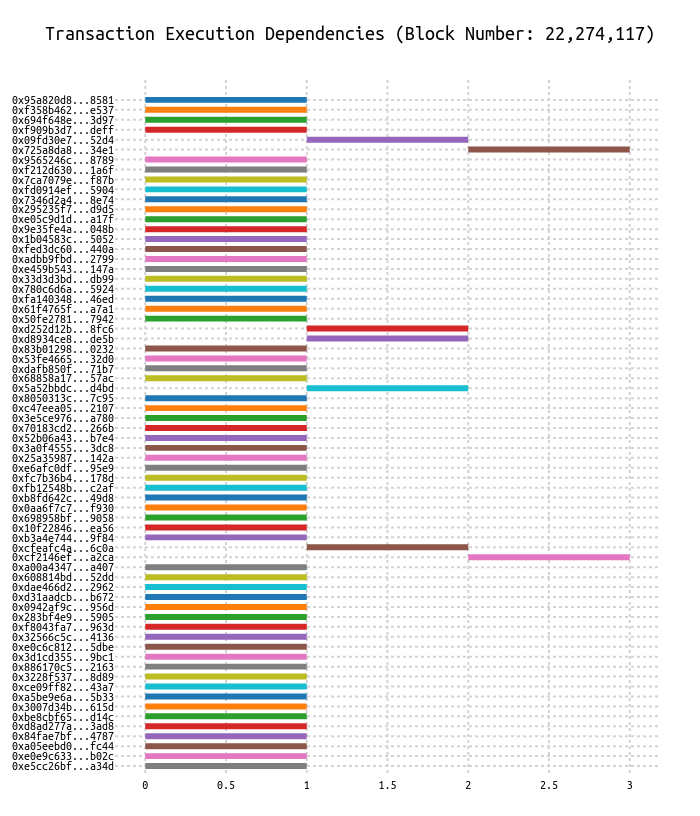 Transaction Execution Dependencies (Block Number: 22,274,117)
0x95a820d8...8581
0xf358b462...e537
0x694f648e...3d97
0xf909b3d7...deff
0x09fd30e7...52d4
0x725a8da8...34e1
0x9565246c...8789
0xf212d630...1a6f
0x7ca7079e...f87b
0xfd0914ef...5904
0x7346d2a4...8e74
0x295235f7...d9d5
0xe05c9d1d...a17f
0x9e35fe4a...048b
0x1b04583c...5052
0xfed3dc60...440a
0xadbb9fbd...2799
0xe459b543...147a
0x33d3d3bd...db99
0x780c6d6a...5924
0xfa140348...46ed
0x61f4765f...a7a1
0x50fe2781...7942
0xd252d12b...8fc6
0xd8934ce8...de5b
0x83b01298...0232
0x53fe4665...32d0
0xdafb850f...71b7
0x68858a17...57ac
0x5a52bbdc...d4bd
0x8050313c...7c95
0xc47eea05...2107
0x3e5ce976...a780
0x70183cd2...266b
0x52b06a43...b7e4
0x3a0f4555...3dc8
0x25a35987...142a
0xe6afc0df...95e9
0xfc7b36b4...178d
0xfb12548b...c2af
0xb8fd642c...49d8
0x0aa6f7c7...f930
0x698958bf...9058
0x10f22846...ea56
0xb3a4e744...9f84
0xcfeafc4a...6c0a
0xcf2146ef...a2ca
0xa00a4347...a407
0x608814bd...52dd
0xdae466d2...2962
0xd31aadcb...b672
0x0942af9c...956d
0x283bf4e9...5905
0xf8043fa7...963d
0x32566c5c...4136
0xe0c6c812...5dbe
0x3d1cd355...9bc1
0x886170c5...2163
0x3228f537...8d89
0xce09ff82...43a7
0xa5be9e6a...5b33
0x3007d34b...615d
0xbe8cbf65...d14c
0xd8ad277a...3ad8
0x84fae7bf...4787
0xa05eebd0...fc44
0xe0e9c633...b02c
0xe5cc26bf...a34d
0 0.5 1 1.5 2 2.5 3